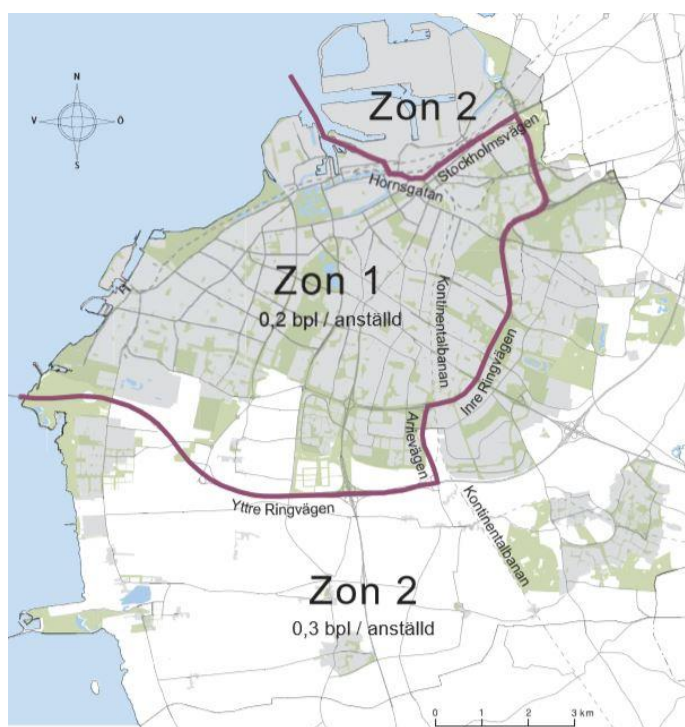 N
V
Ö
S
Zon 2
Stockholmsvägen
Hornsgatan
Zon 1
0,2 bpl / anställd
Kontinentalbanan
Inre Ringvägen
Arrievägen
Yttre Ringvägen
Kontinentalbanan
Zon 2
0,3 bpl / anställd
0 1 2 3 km